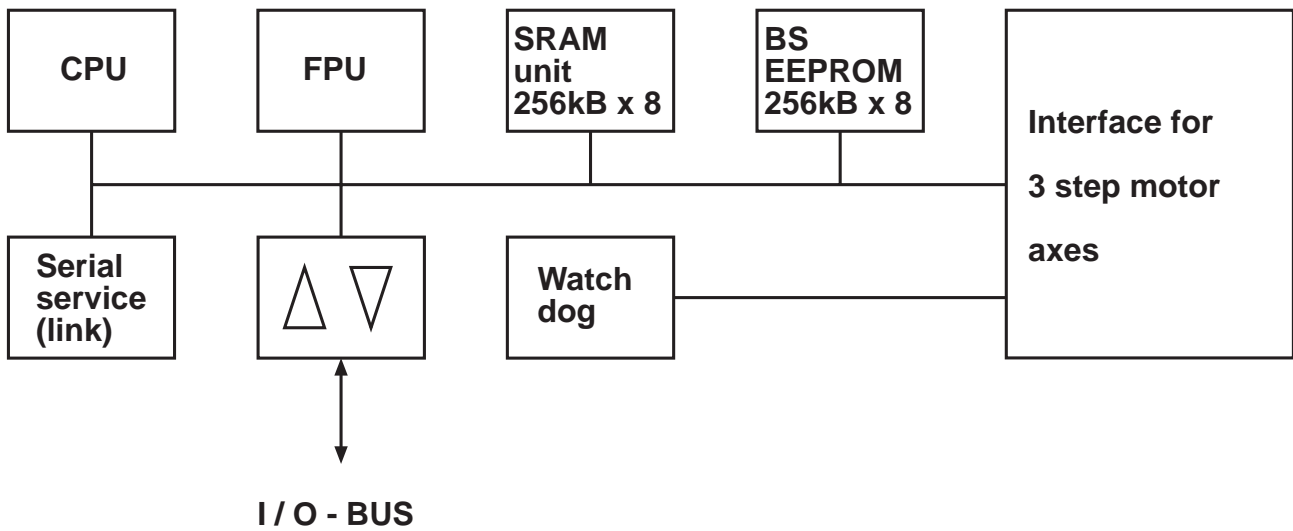 CPU
FPU
SRAM
unit
256kB x 8
BS
EEPROM
256kB x 8
Interface for
3 step motor
axes
Serial
service
(link)
Watch
dog
I / O - BUS